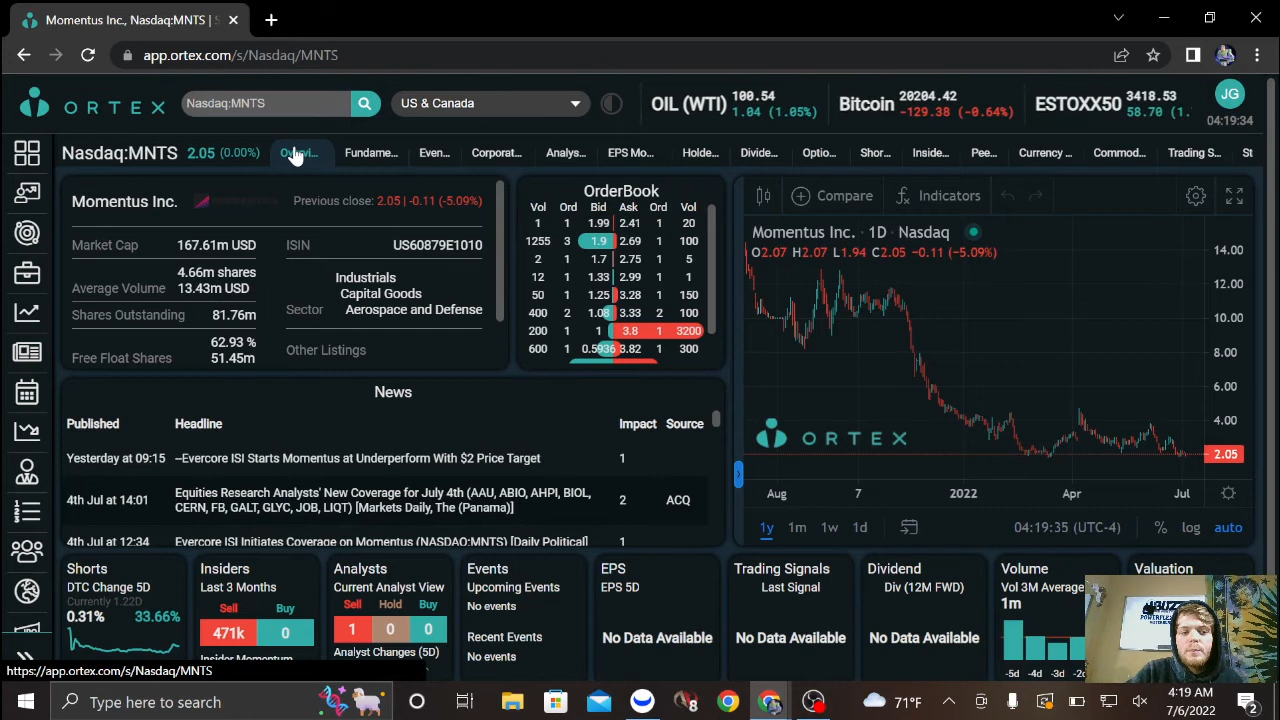 Momentus Inc., Nasdaq:MNTS | S
app.ortex.com/s/Nasdaq/MNTS
ORTEX
Nasdaq:MNTS
US & Canada
OIL (WTI) 100.54 1.04 (1.05%)
Bitcoin 20204.42 -129.38 (-0.64%)
ESTOXX50 3418.53 58.70 (1.
JG
04:19:34
Nasdaq:MNTS 2.05 (0.00%)
Overvi... Fundame... Even... Corporat... Analys... EPS Mo... Holde... Divide... Optio... Shor... Inside... Pee... Currency ... Commod... Trading S... St
Momentus Inc.
Previous close: 2.05 | -0.11 (-5.09%)
Market Cap 167.61m USD
Average Volume 4.66m shares 13.43m USD
Shares Outstanding 81.76m
Free Float Shares 62.93 % 51.45m
ISIN US60879E1010
Sector Industrials
Capital Goods
Aerospace and Defense
Other Listings
OrderBook
Vol Ord Bid Ask Ord Vol
1 1 1.99 2.41 1 20
1255 3 1.9 2.69 1 100
2 1 1.7 2.75 1 5
12 1 1.33 2.99 1 1
50 1 1.25 3.28 1 150
400 2 1.08 3.33 2 100
200 1 1 3.8 1 3200
600 1 0.5936 3.82 1 300
Compare
Indicators
Momentus Inc. · 1D · Nasdaq
O2.07 H2.07 L1.94 C2.05 -0.11 (-5.09%)
14.00
12.00
10.00
8.00
6.00
4.00
2.05
ORTEX
Aug 7 2022 Apr Jul
1y 1m 1w 1d
04:19:35 (UTC-4) % log auto
News
Published Headline Impact Source
Yesterday at 09:15 --Evercore ISI Starts Momentus at Underperform With $2 Price Target 1
4th Jul at 14:01 Equities Research Analysts' New Coverage for July 4th (AAU, ABIO, AHPI, BIOL, CERN, FB, GALT, GLYC, JOB, LIQT) [Markets Daily, The (Panama)] 2 ACQ
4th Jul at 12:34 Evercore ISI Initiates Coverage on Momentus (NASDAQ:MNTS) [Daily Political] 1
Shorts
DTC Change 5D
Currently 1.22D
0.31% 33.66%
Insiders
Last 3 Months
Sell Buy
471k 0
Insider Momentum
Analysts
Current Analyst View
Sell Hold Buy
1 0 0
Analyst Changes (5D)
Events
Upcoming Events
No events
Recent Events
No events
EPS
EPS 5D
No Data Available
Trading Signals
Last Signal
No Data Available
Dividend
Div (12M FWD)
No Data Available
Volume
Vol 3M Average
1m
-5d -4d -3d -2d
Valuation
https://app.ortex.com/s/Nasdaq/MNTS
Type here to search
71°F
4:19 AM
7/6/2022
2